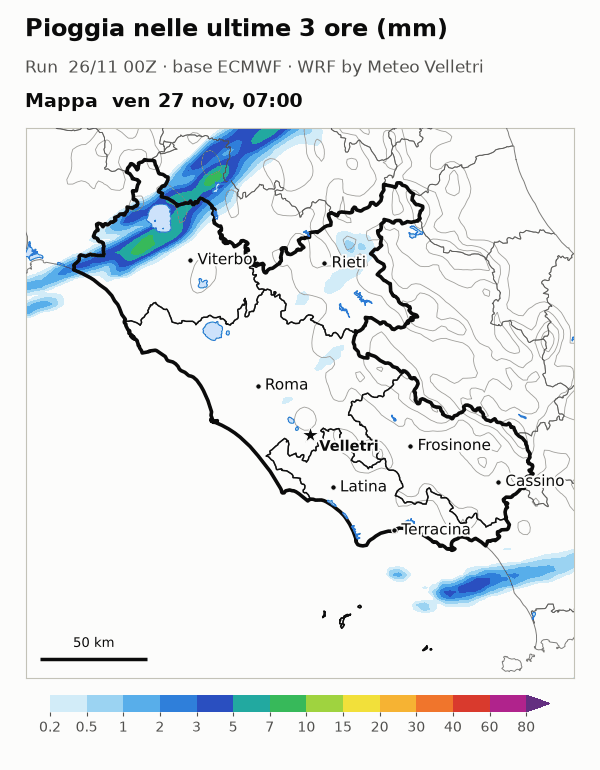 Pioggia nelle ultime 3 ore (mm)
Run  26/11 00Z · base ECMWF · WRF by Meteo Velletri
Mappa  ven 27 nov, 07:00
Viterbo
Rieti
Roma
Velletri
Frosinone
Cassino
Latina
Terracina
50 km
0.2 0.5 1 2 3 5 7 10 15 20 30 40 60 80